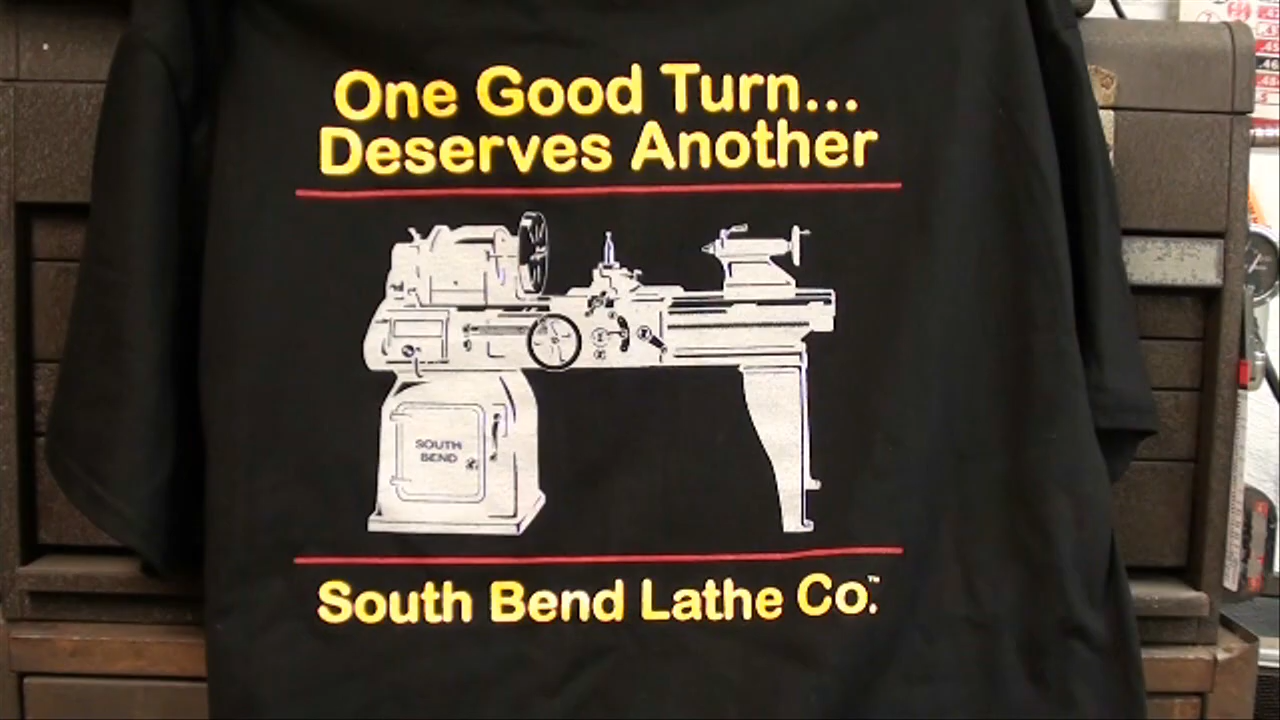 One Good Turn...
Deserves Another
SOUTH
BEND
South Bend Lathe Co.™